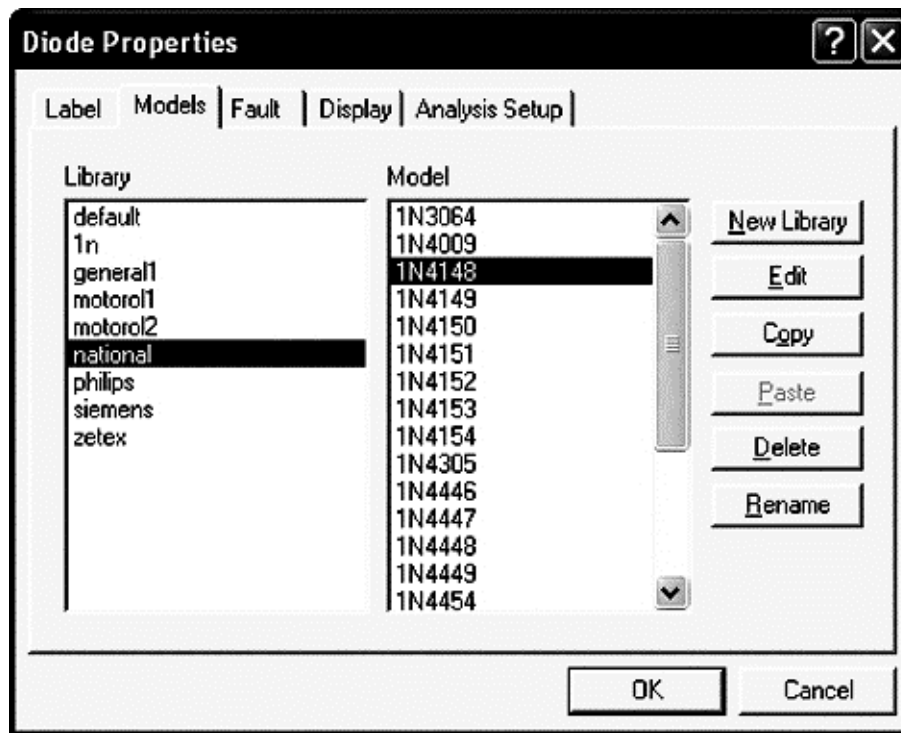 Diode Properties
Label Models Fault Display Analysis Setup
Library
default
1n
general1
motorol1
motorol2
national
philips
siemens
zetex
Model
1N3064
1N4009
1N4148
1N4149
1N4150
1N4151
1N4152
1N4153
1N4154
1N4305
1N4446
1N4447
1N4448
1N4449
1N4454
New Library
Edit
Copy
Paste
Delete
Rename
OK Cancel